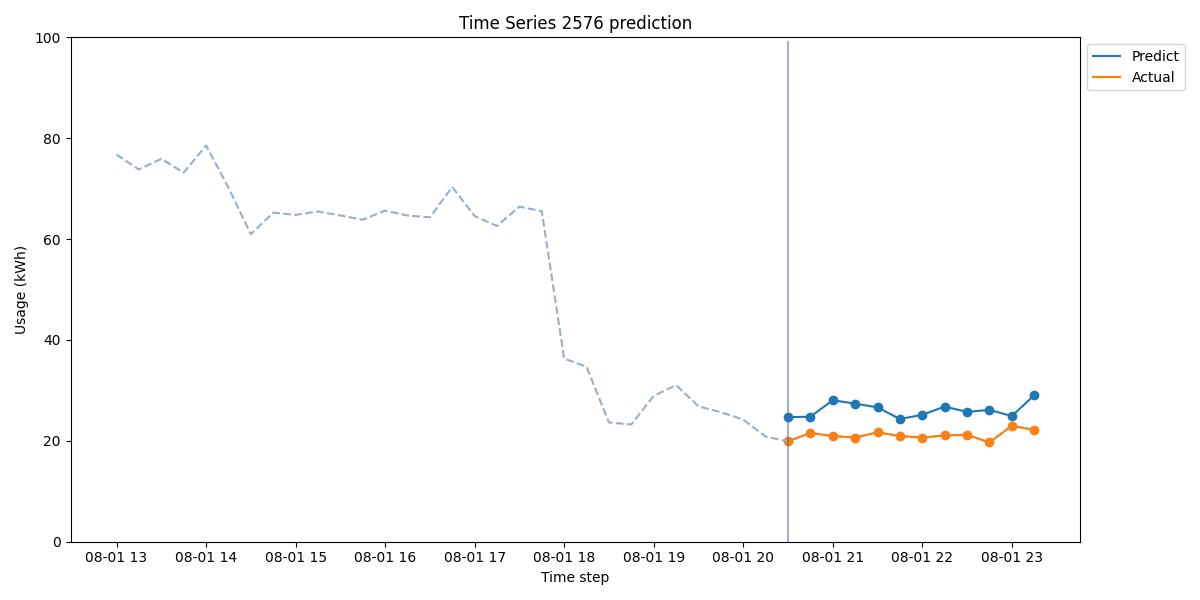 Time Series 2576 prediction
100
80
60
40
20
0
Usage (kWh)
08-01 13 08-01 14 08-01 15 08-01 16 08-01 17 08-01 18 08-01 19 08-01 20 08-01 21 08-01 22 08-01 23
Time step
Predict
Actual